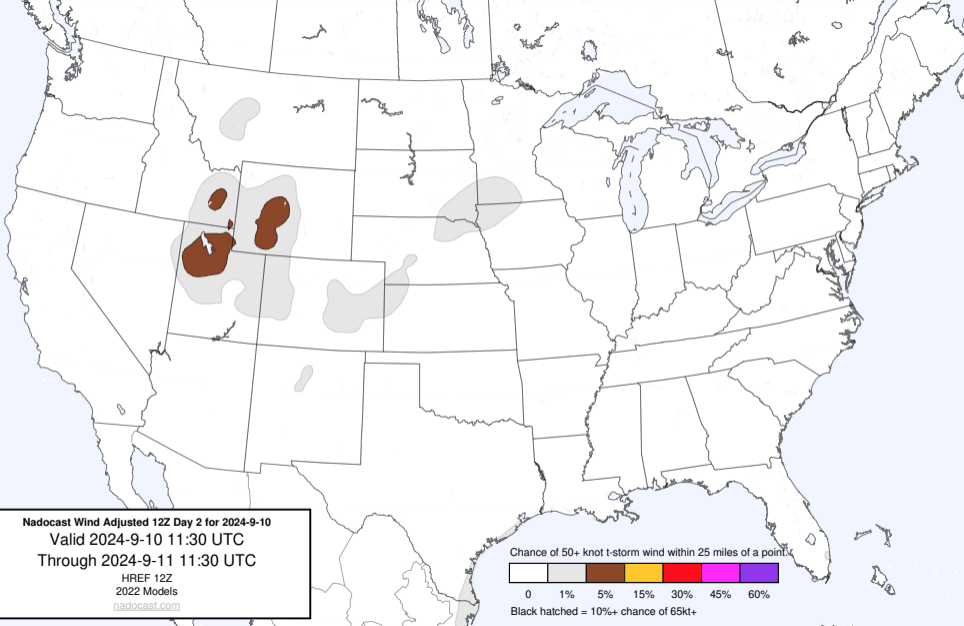 Nadocast Wind Adjusted 12Z Day 2 for 2024-9-10
Valid 2024-9-10 11:30 UTC
Through 2024-9-11 11:30 UTC
HREF 12Z
2022 Models
nadocast.com
Chance of 50+ knot t-storm wind within 25 miles of a point.
0 1% 5% 15% 30% 45% 60%
Black hatched = 10%+ chance of 65kt+